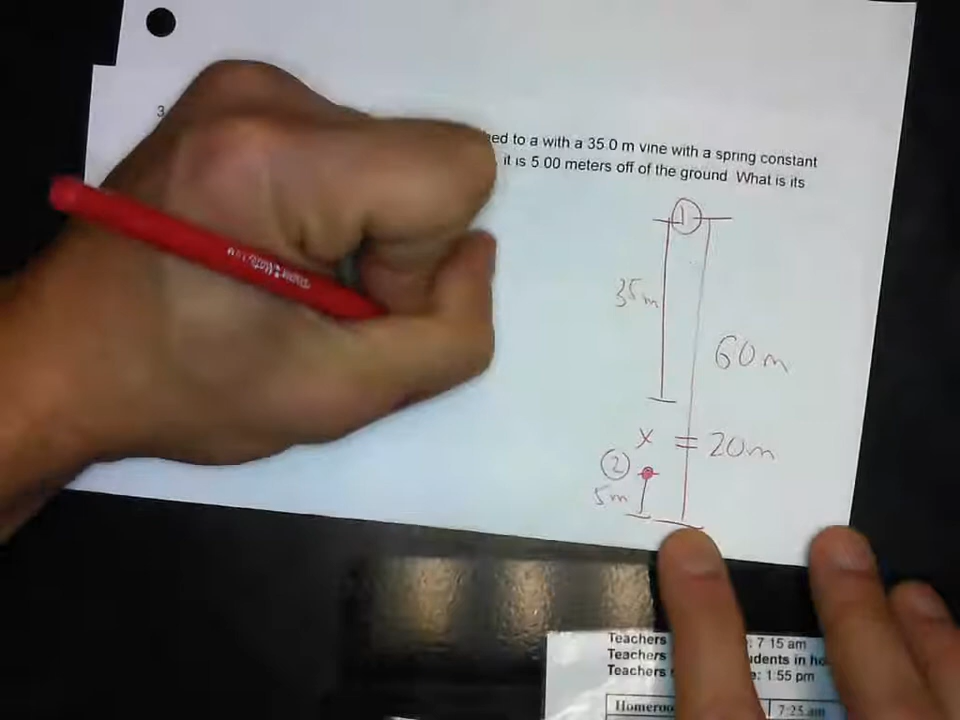 3
ed to a with a 35.0 m vine with a spring constant
it is 5.00 meters off of the ground What is its
1
35m
60m
x = 20m
2
5m
Teachers : 7 15 am
Teachers udents in ho
Teachers e: 1:55 pm
Homeroo 7:25 am